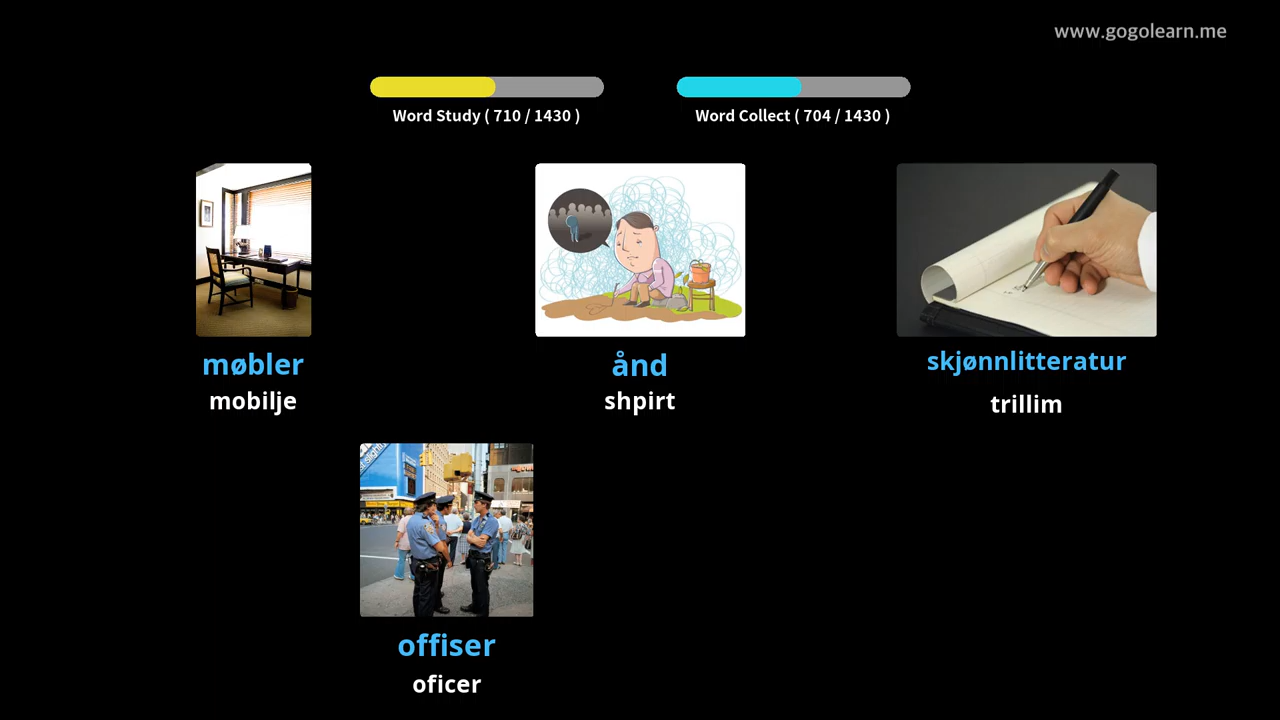 www.gogolearn.me
Word Study ( 710 / 1430 )
Word Collect ( 704 / 1430 )
møbler
mobilje
ånd
shpirt
skjønnlitteratur
trillim
offiser
oficer